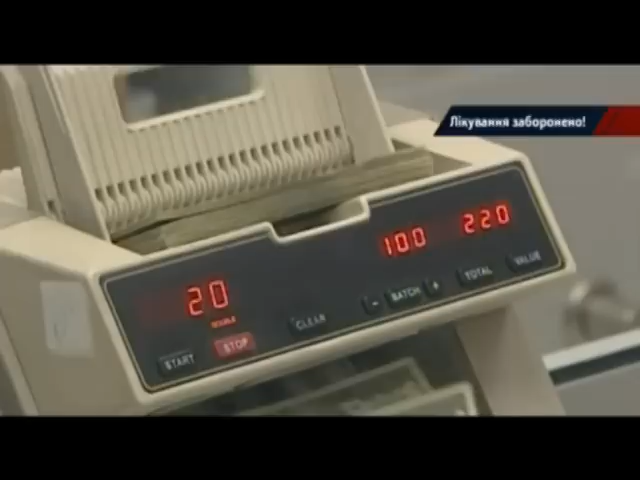 Лікування заборонено!
20 100 220
DOUBLE
START STOP CLEAR - BATCH + TOTAL VALUE